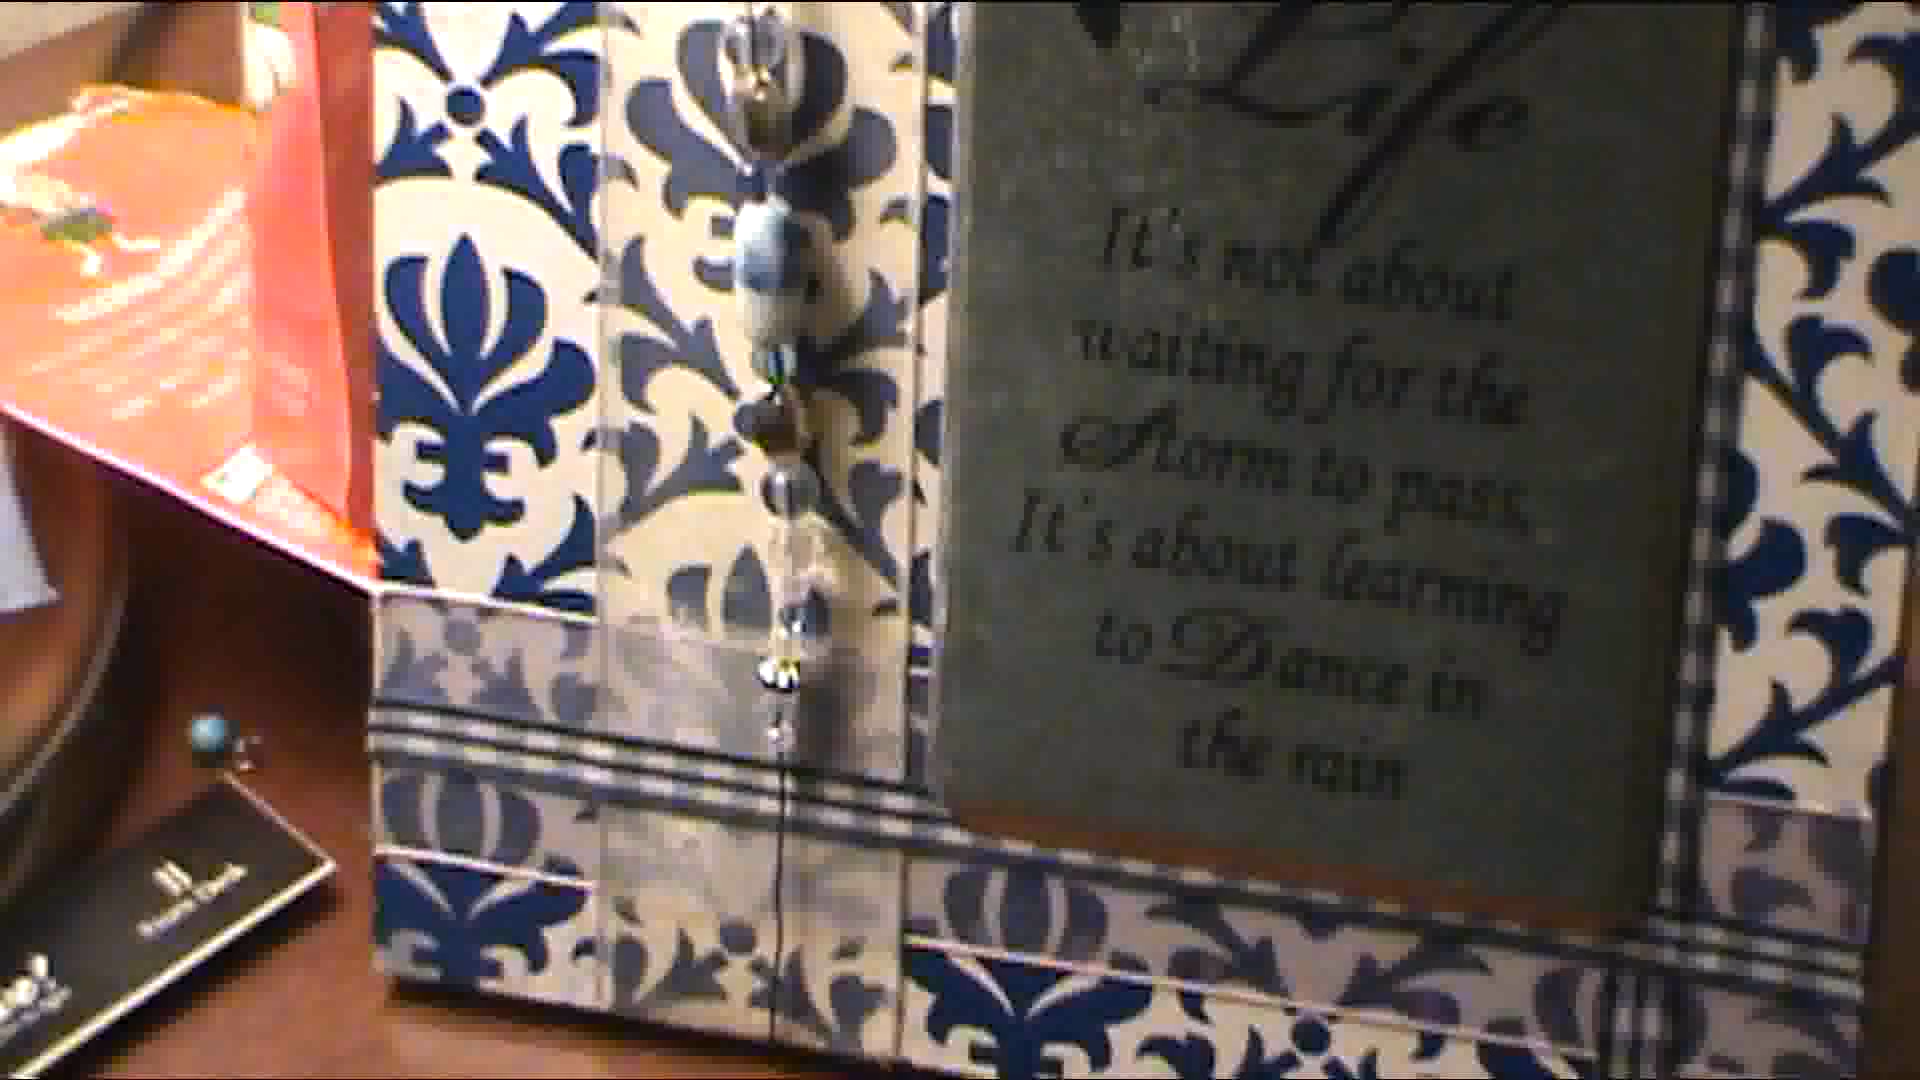 Life
It's not about
waiting for the
Storm to pass,
It's about learning
to Dance in
the rain